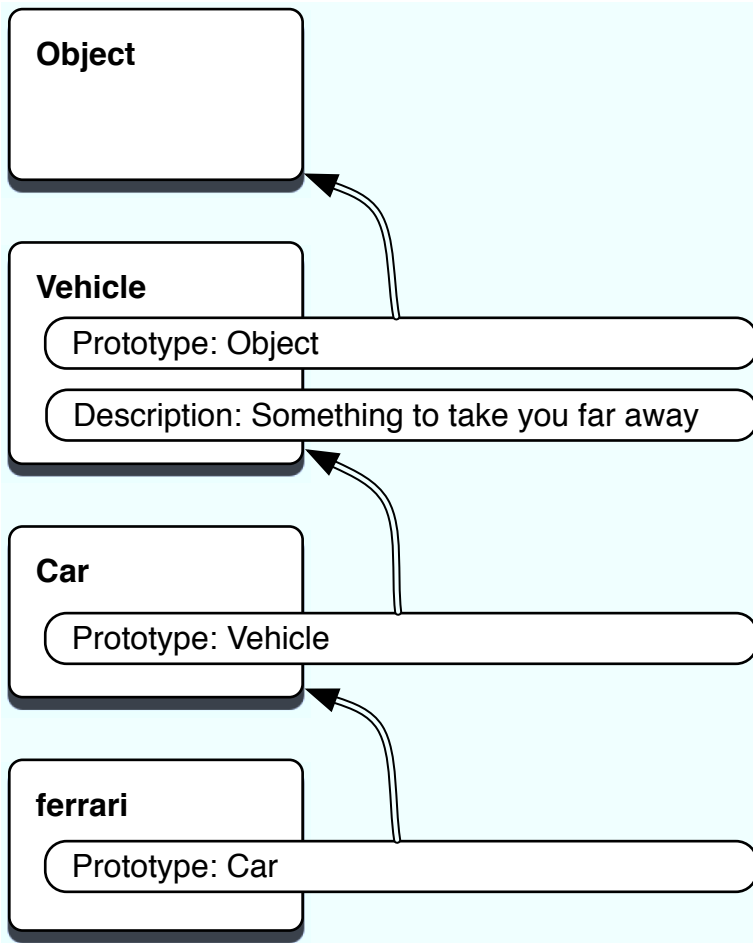 Object
Vehicle
Prototype: Object
Description: Something to take you far away
Car
Prototype: Vehicle
ferrari
Prototype: Car